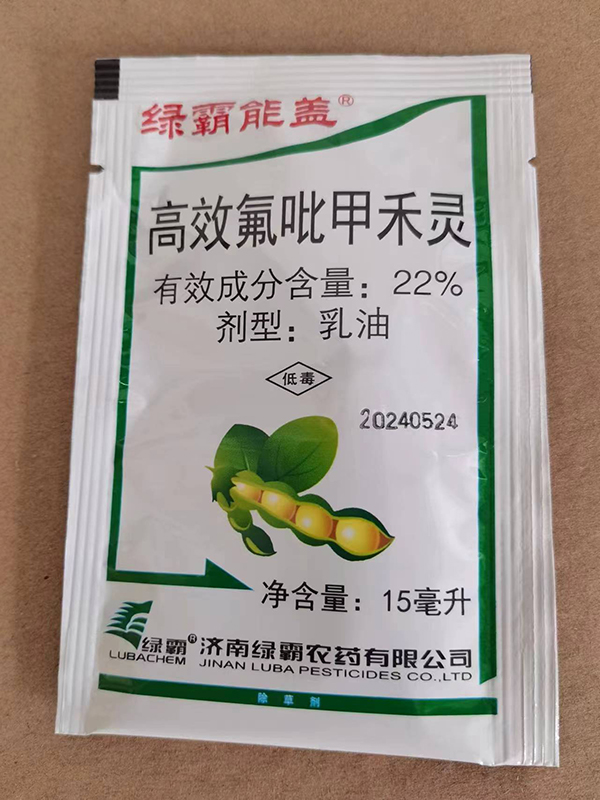 绿霸能盖®
高效氟吡甲禾灵
有效成分含量：22%
剂型：乳油
低毒
20240524
净含量：15毫升
绿霸® 济南绿霸农药有限公司
LUBACHEM JINAN LUBA PESTICIDES CO.,LTD
除草剂